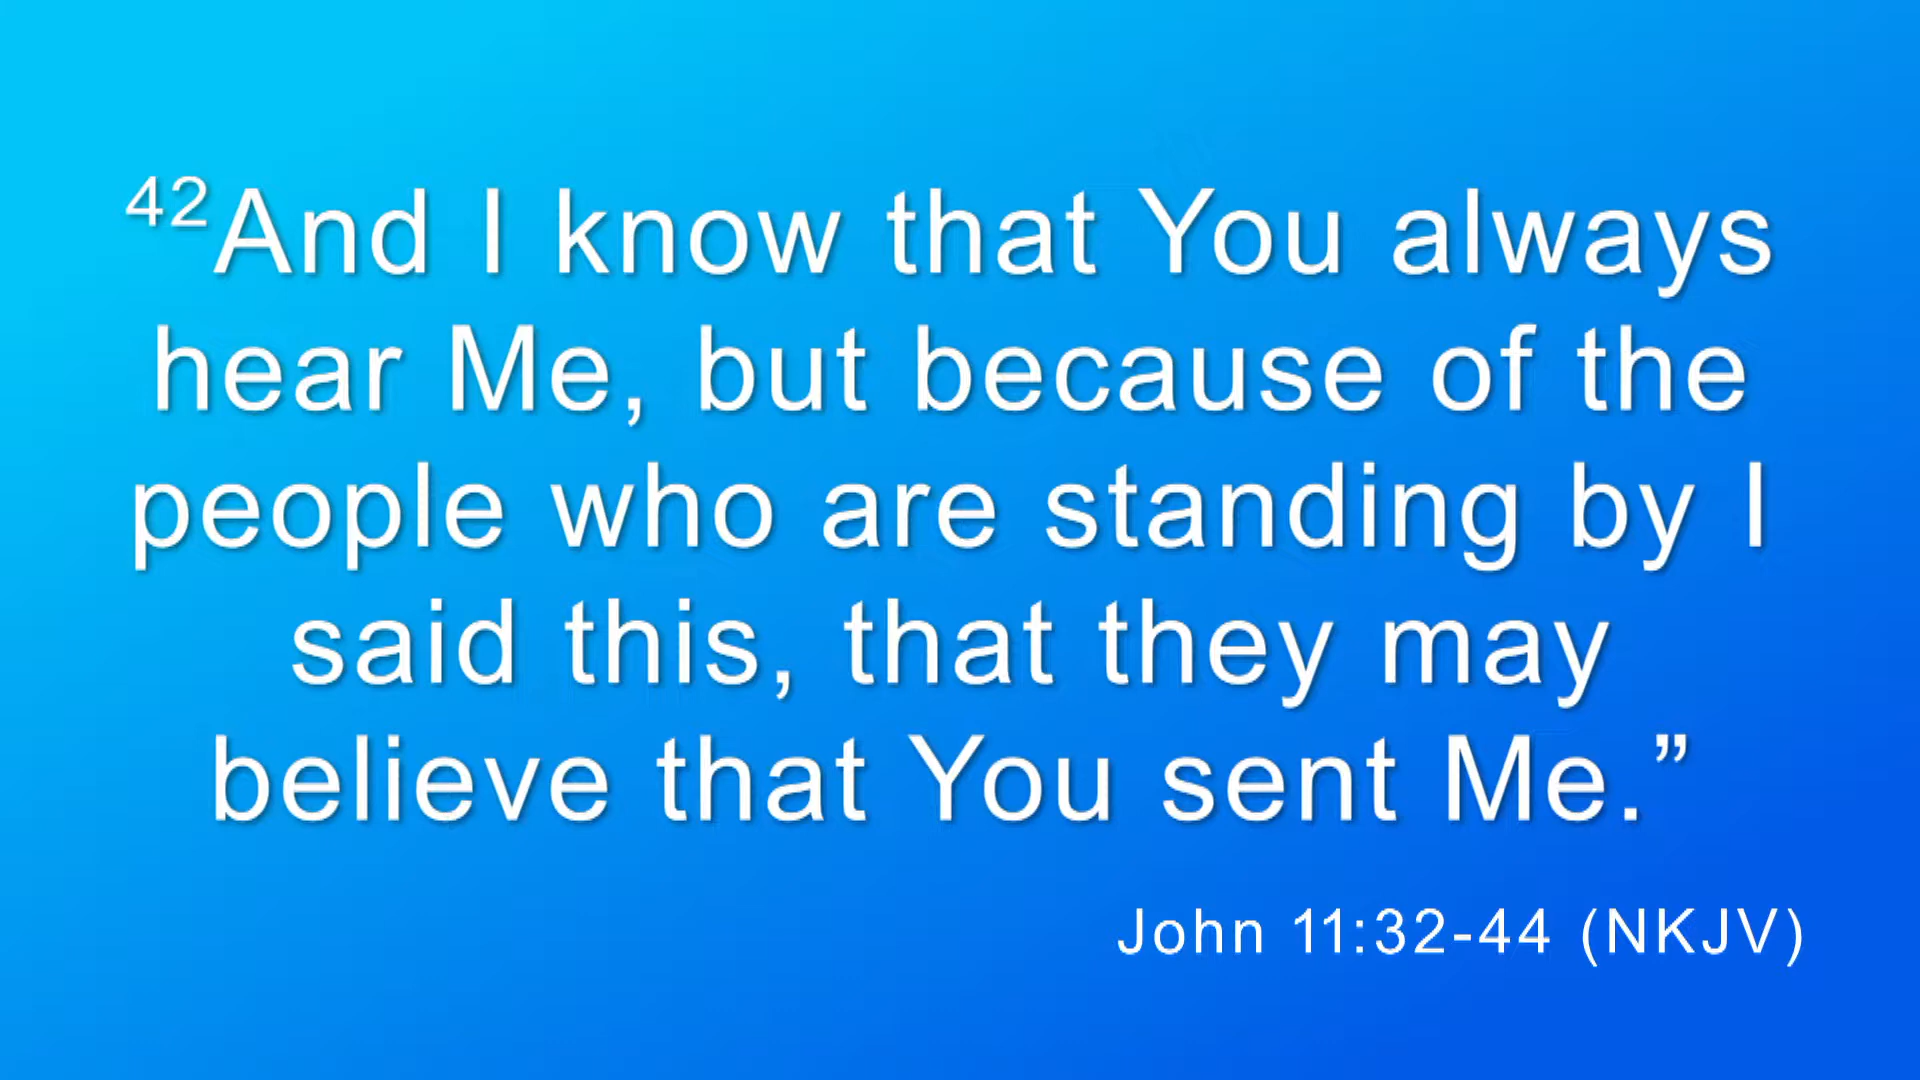 42And I know that You always
hear Me, but because of the
people who are standing by I
said this, that they may
believe that You sent Me.”
John 11:32-44 (NKJV)